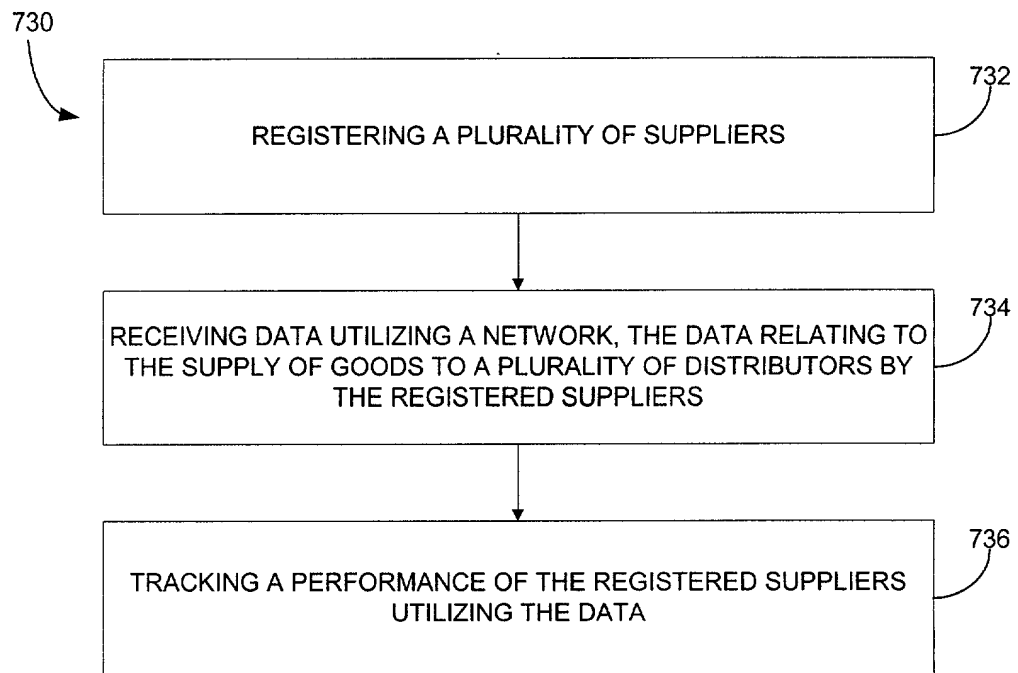 730
732
REGISTERING A PLURALITY OF SUPPLIERS
734
RECEIVING DATA UTILIZING A NETWORK, THE DATA RELATING TO
THE SUPPLY OF GOODS TO A PLURALITY OF DISTRIBUTORS BY
THE REGISTERED SUPPLIERS
736
TRACKING A PERFORMANCE OF THE REGISTERED SUPPLIERS
UTILIZING THE DATA